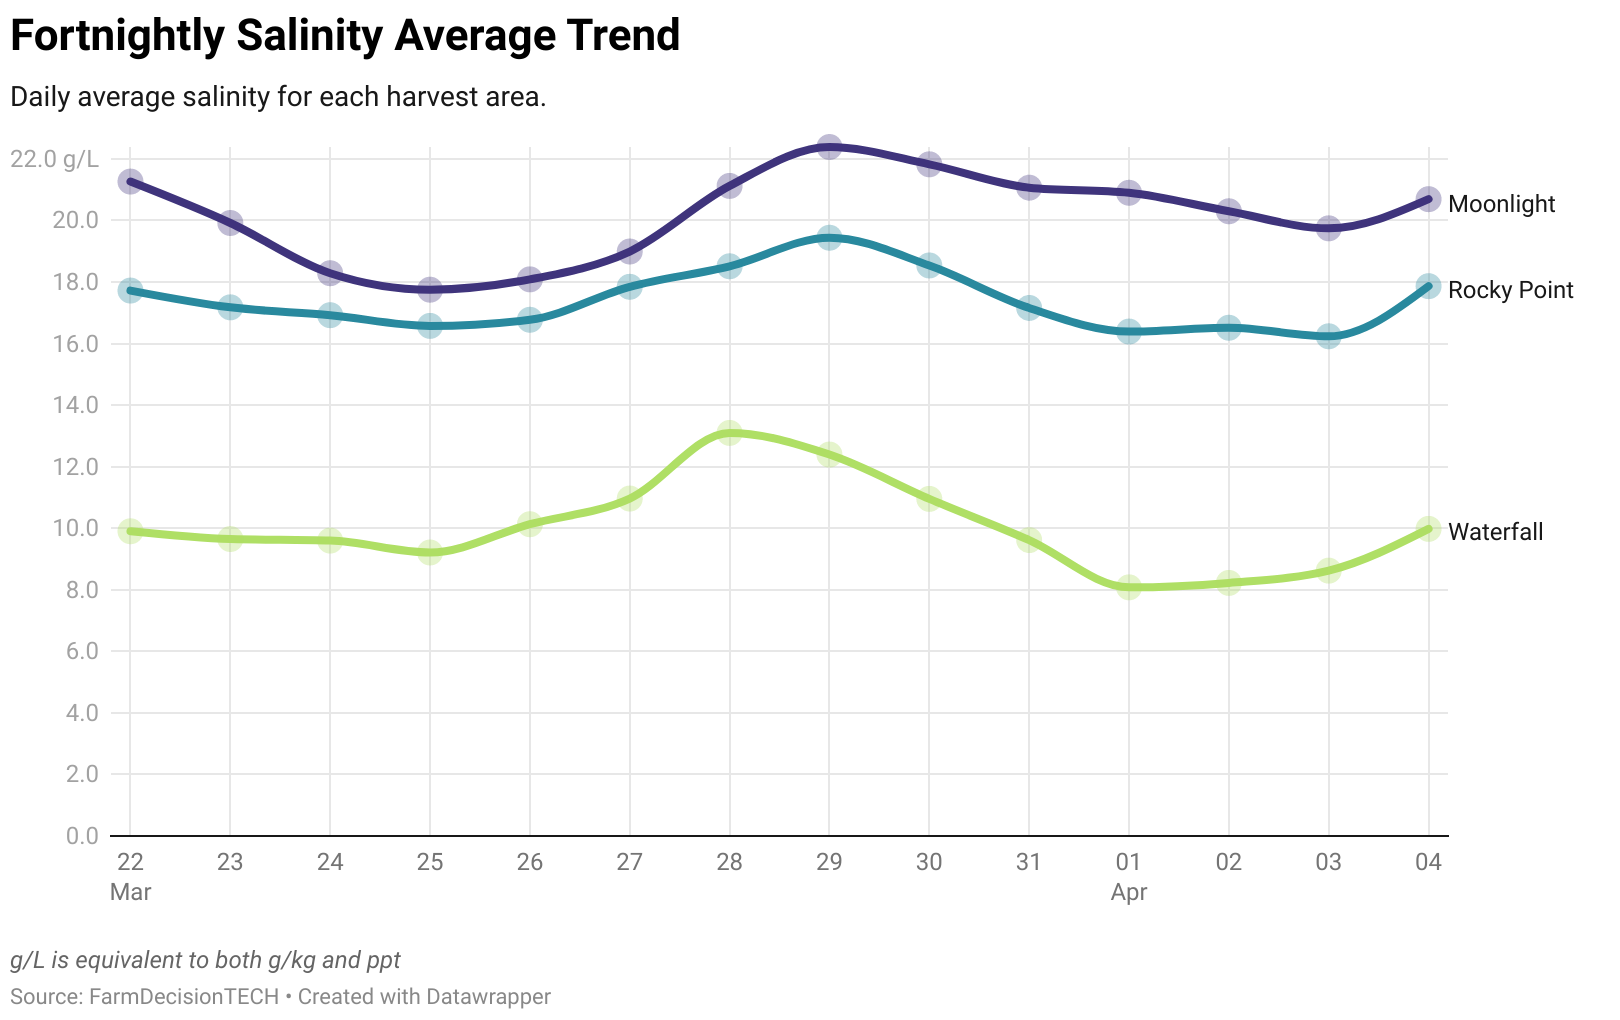 Fortnightly Salinity Average Trend
Daily average salinity for each harvest area.
22.0 g/L
20.0
18.0
16.0
14.0
12.0
10.0
8.0
6.0
4.0
2.0
0.0
Moonlight
Rocky Point
Waterfall
22 23 24 25 26 27 28 29 30 31 01 02 03 04
Mar Apr
g/L is equivalent to both g/kg and ppt
Source: FarmDecisionTECH • Created with Datawrapper